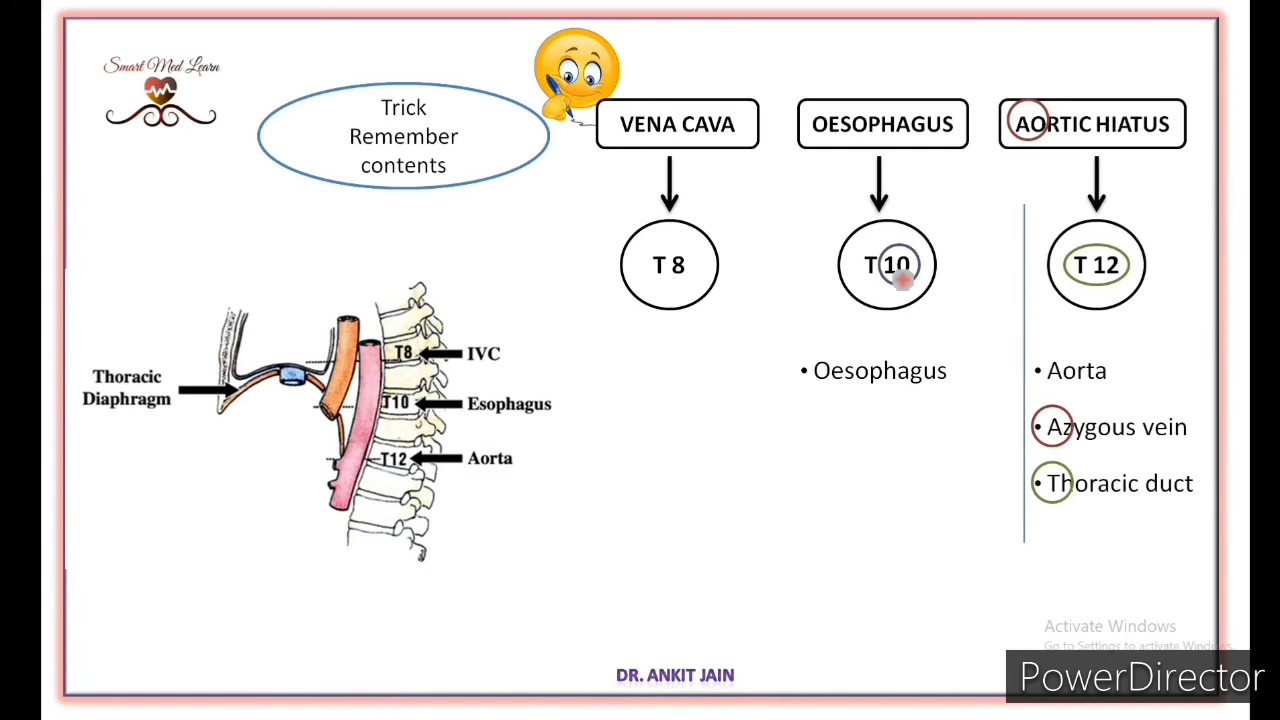 Smart Med Learn
Trick
Remember
contents
VENA CAVA
OESOPHAGUS
AORTIC HIATUS
T 8
T 10
T 12
• Oesophagus
• Aorta
• Azygous vein
• Thoracic duct
Thoracic
Diaphragm
T8
IVC
T10
Esophagus
T12
Aorta
DR. ANKIT JAIN
Activate Windows
Go to Settings to activate Windows.
PowerDirector